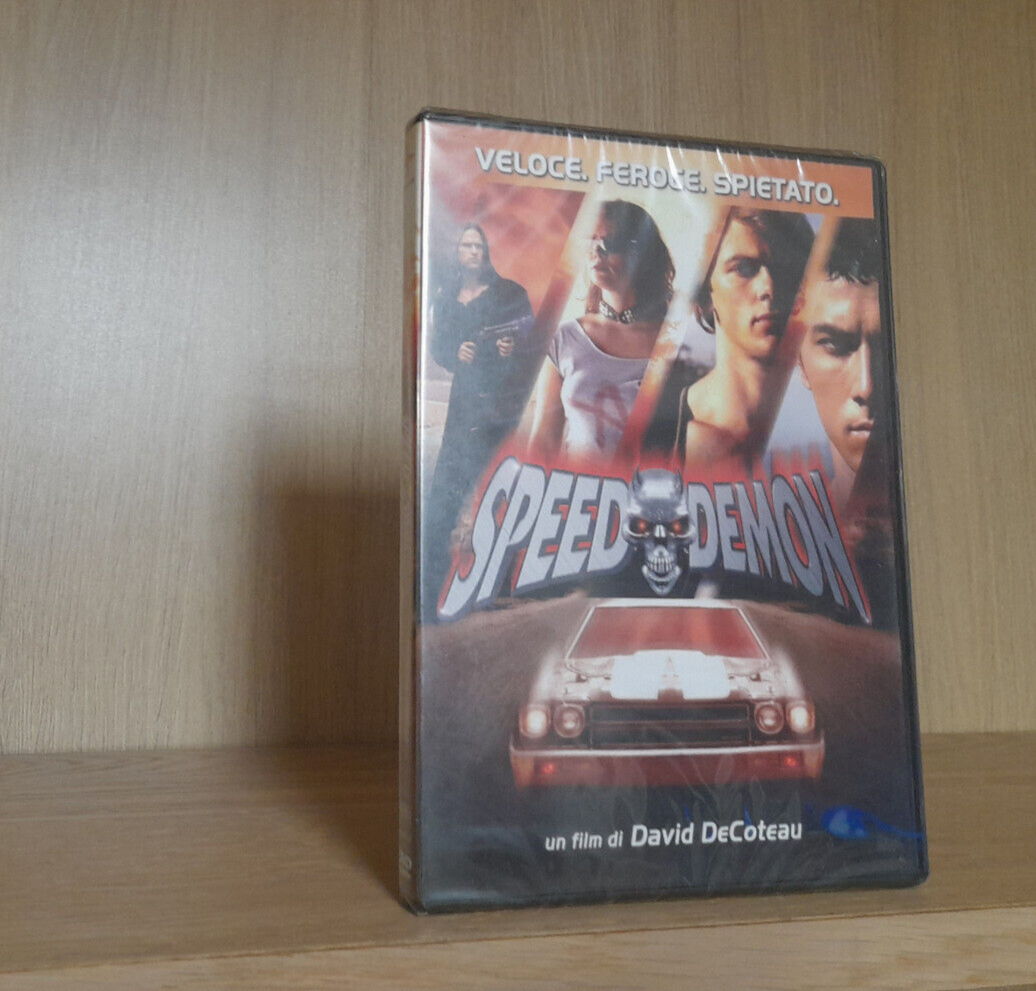 VELOCE. FEROCE. SPIETATO.
SPEED DEMON
un film di David DeCoteau